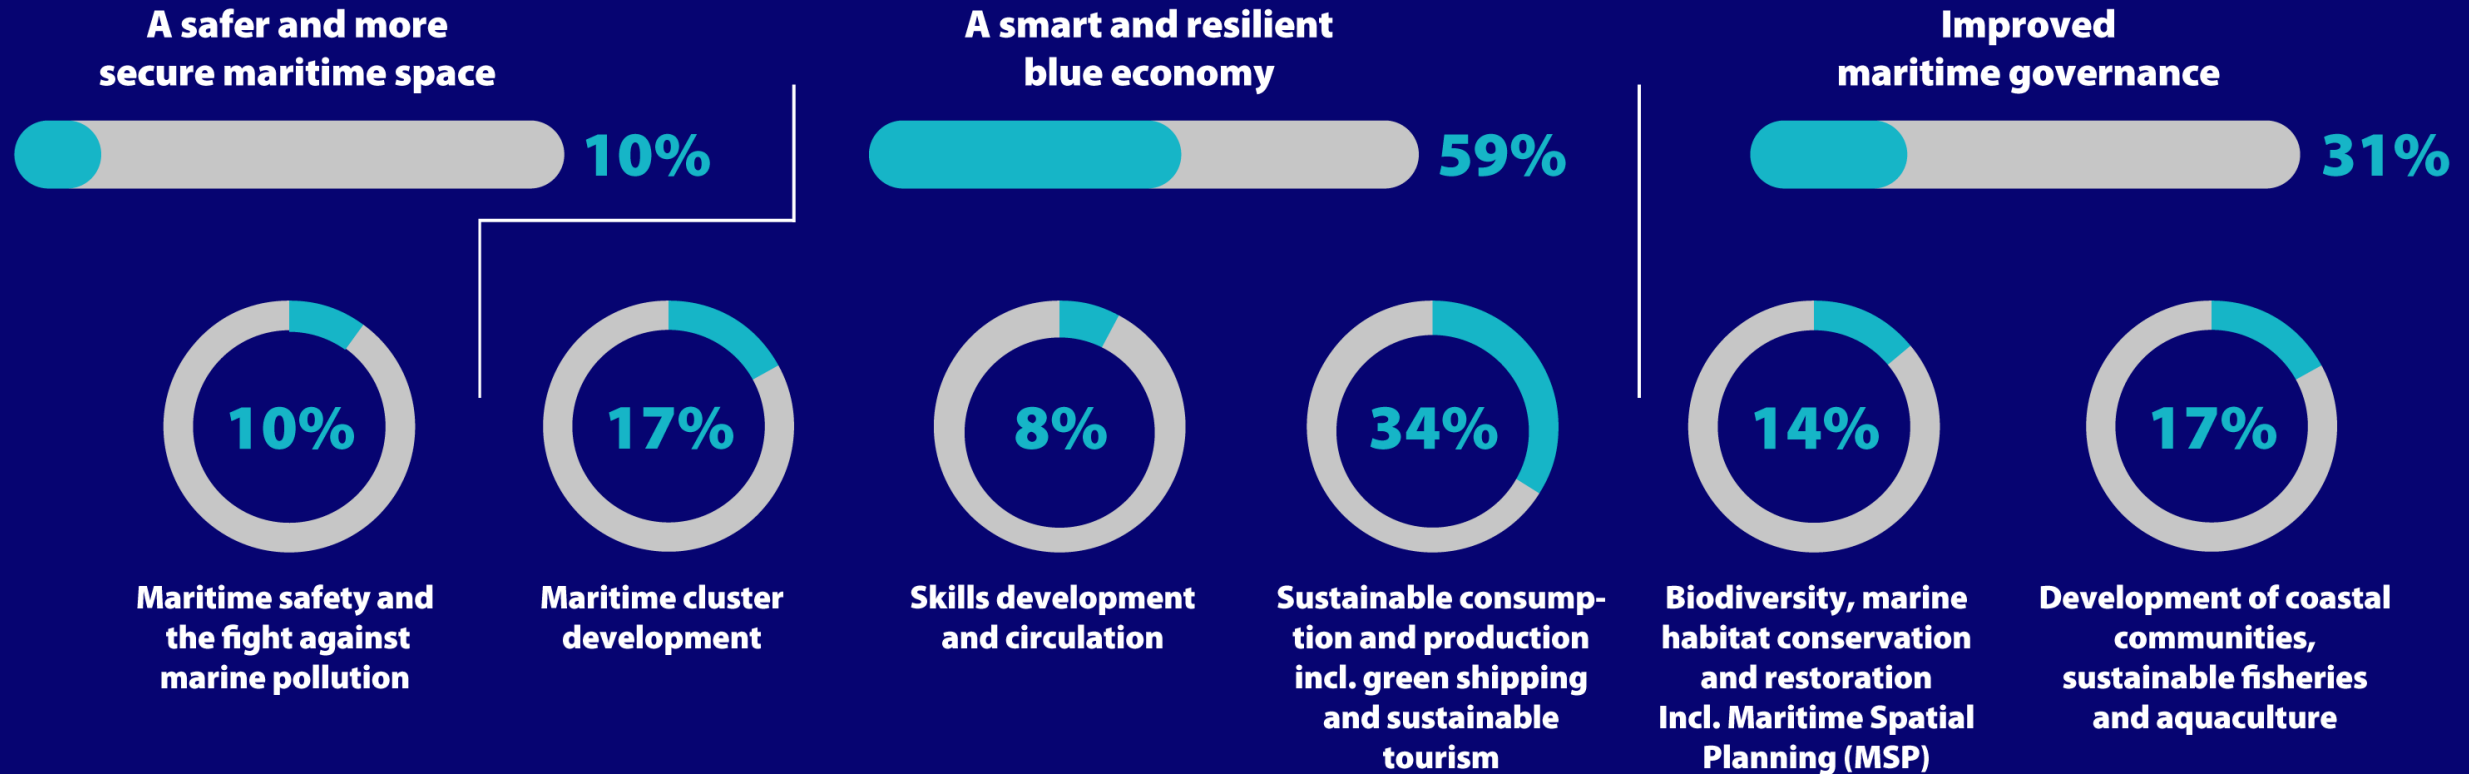 A safer and more
secure maritime space
10%
A smart and resilient
blue economy
59%
Improved
maritime governance
31%
10%
Maritime safety and
the fight against
marine pollution
17%
Maritime cluster
development
8%
Skills development
and circulation
34%
Sustainable consump-
tion and production
incl. green shipping
and sustainable
tourism
14%
Biodiversity, marine
habitat conservation
and restoration
Incl. Maritime Spatial
Planning (MSP)
17%
Development of coastal
communities,
sustainable fisheries
and aquaculture